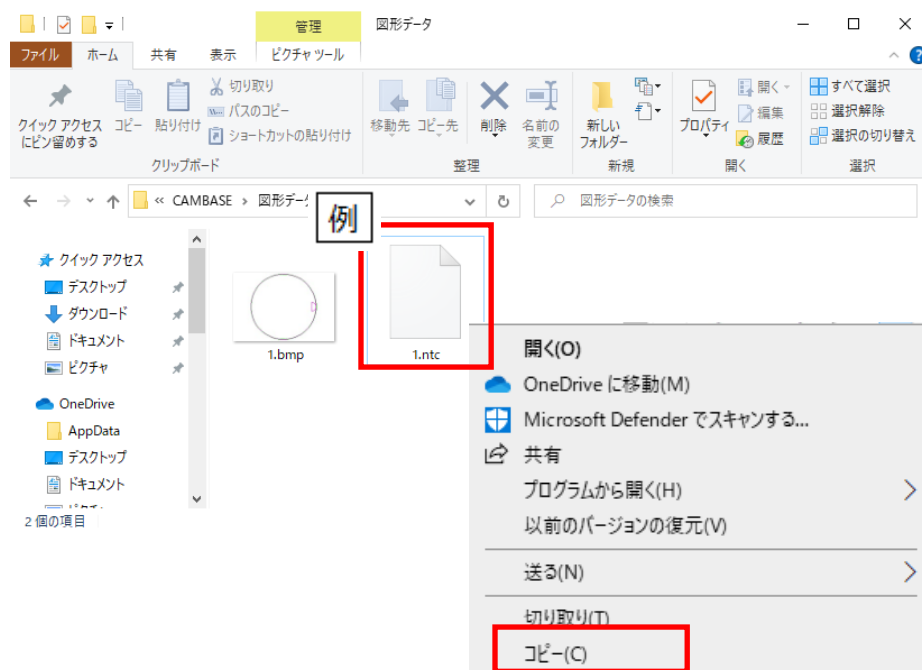 管理
図形データ
ファイル ホーム 共有 表示 ピクチャ ツール
クイック アクセス
にピン留めする
コピー
貼り付け
切り取り
パスのコピー
ショートカットの貼り付け
クリップボード
移動先
コピー先
削除
名前の
変更
整理
新しい
フォルダー
新規
プロパティ
開く
編集
履歴
開く
すべて選択
選択解除
選択の切り替え
選択
« CAMBASE › 図形データ
図形データの検索
例
クイック アクセス
デスクトップ
ダウンロード
ドキュメント
ピクチャ
OneDrive
AppData
デスクトップ
ドキュメント
2 個の項目
1.bmp
1.ntc
開く(O)
OneDrive に移動(M)
Microsoft Defender でスキャンする...
共有
プログラムから開く(H)
以前のバージョンの復元(V)
送る(N)
切り取り(T)
コピー(C)